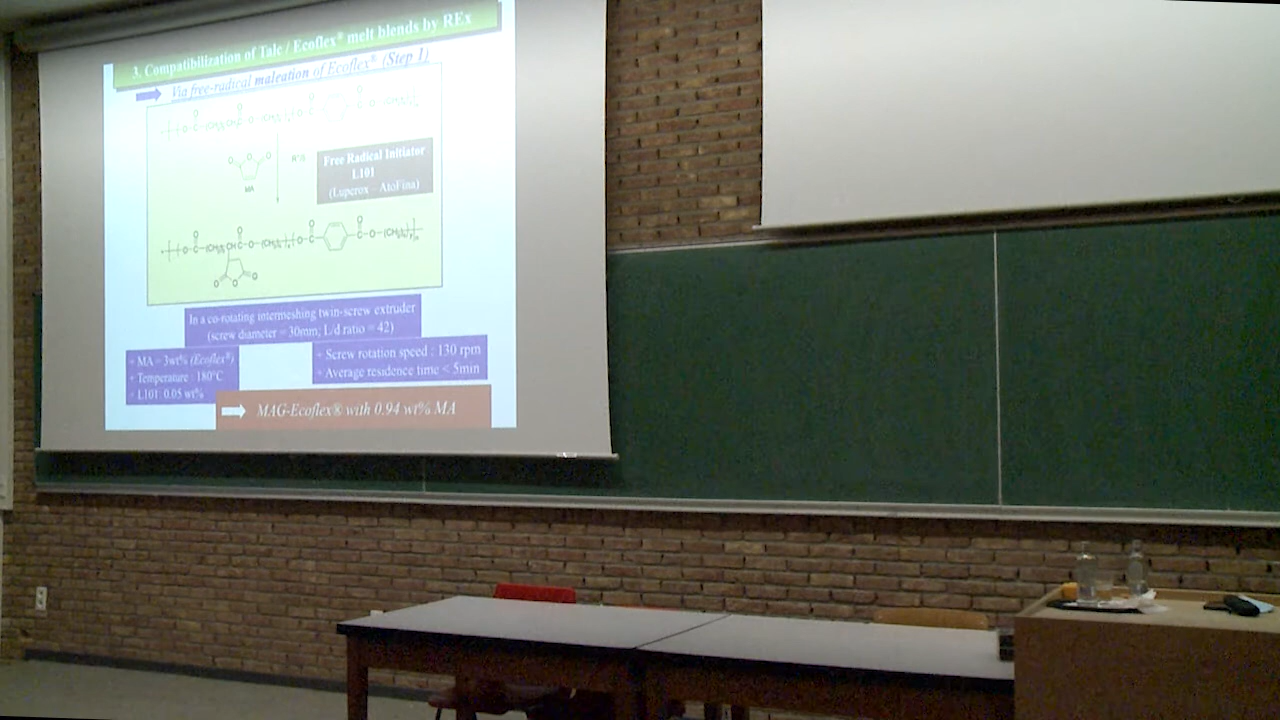 3. Compatibilization of Talc / Ecoflex® melt blends by REx
Via free-radical maleation of Ecoflex® (Step 1)
MA
Free Radical Initiator
L101
(Luperox – AtoFina)
In a co-rotating intermeshing twin-screw extruder
(screw diameter = 30mm; L/d ratio = 42)
+ MA = 3wt% (Ecoflex®)
+ Temperature : 180°C
+ L101: 0.05 wt%
+ Screw rotation speed : 130 rpm
+ Average residence time < 5min
MAG-Ecoflex® with 0.94 wt% MA